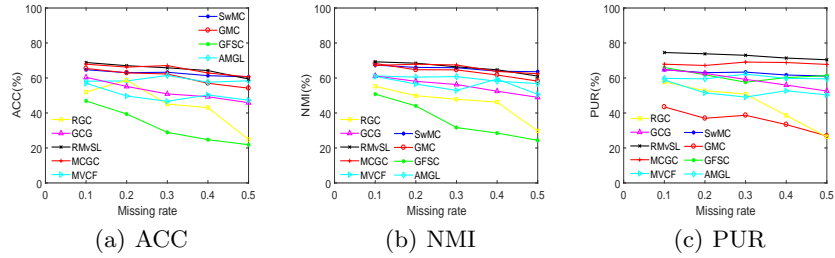 100
80
60
40
20
0
ACC(%)
0.1 0.2 0.3 0.4 0.5
Missing rate
SwMC
GMC
GFSC
AMGL
RGC
GCG
RMvSL
MCGC
MVCF
(a) ACC
100
80
60
40
20
0
NMI(%)
0.1 0.2 0.3 0.4 0.5
Missing rate
RGC
GCG
RMvSL
MCGC
MVCF
SwMC
GMC
GFSC
AMGL
(b) NMI
100
80
60
40
20
0
PUR(%)
0.1 0.2 0.3 0.4 0.5
Missing rate
RGC
GCG
RMvSL
MCGC
MVCF
SwMC
GMC
GFSC
AMGL
(c) PUR